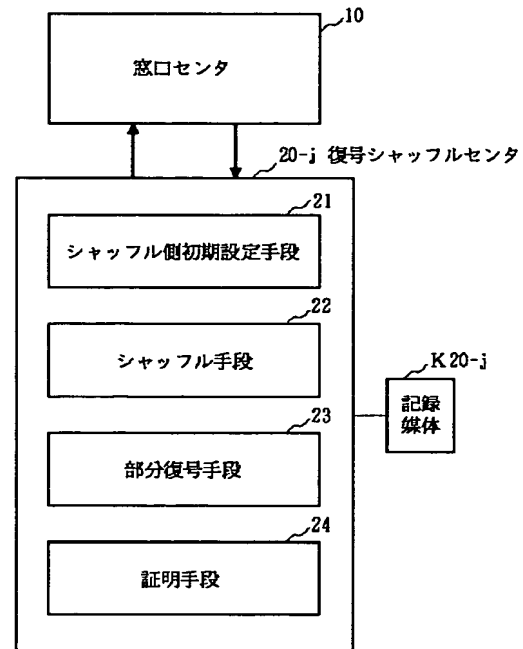 10
窓口センタ
20-j 復号シャッフルセンタ
21
シャッフル側初期設定手段
22
シャッフル手段
K20-j
記録
媒体
23
部分復号手段
24
証明手段